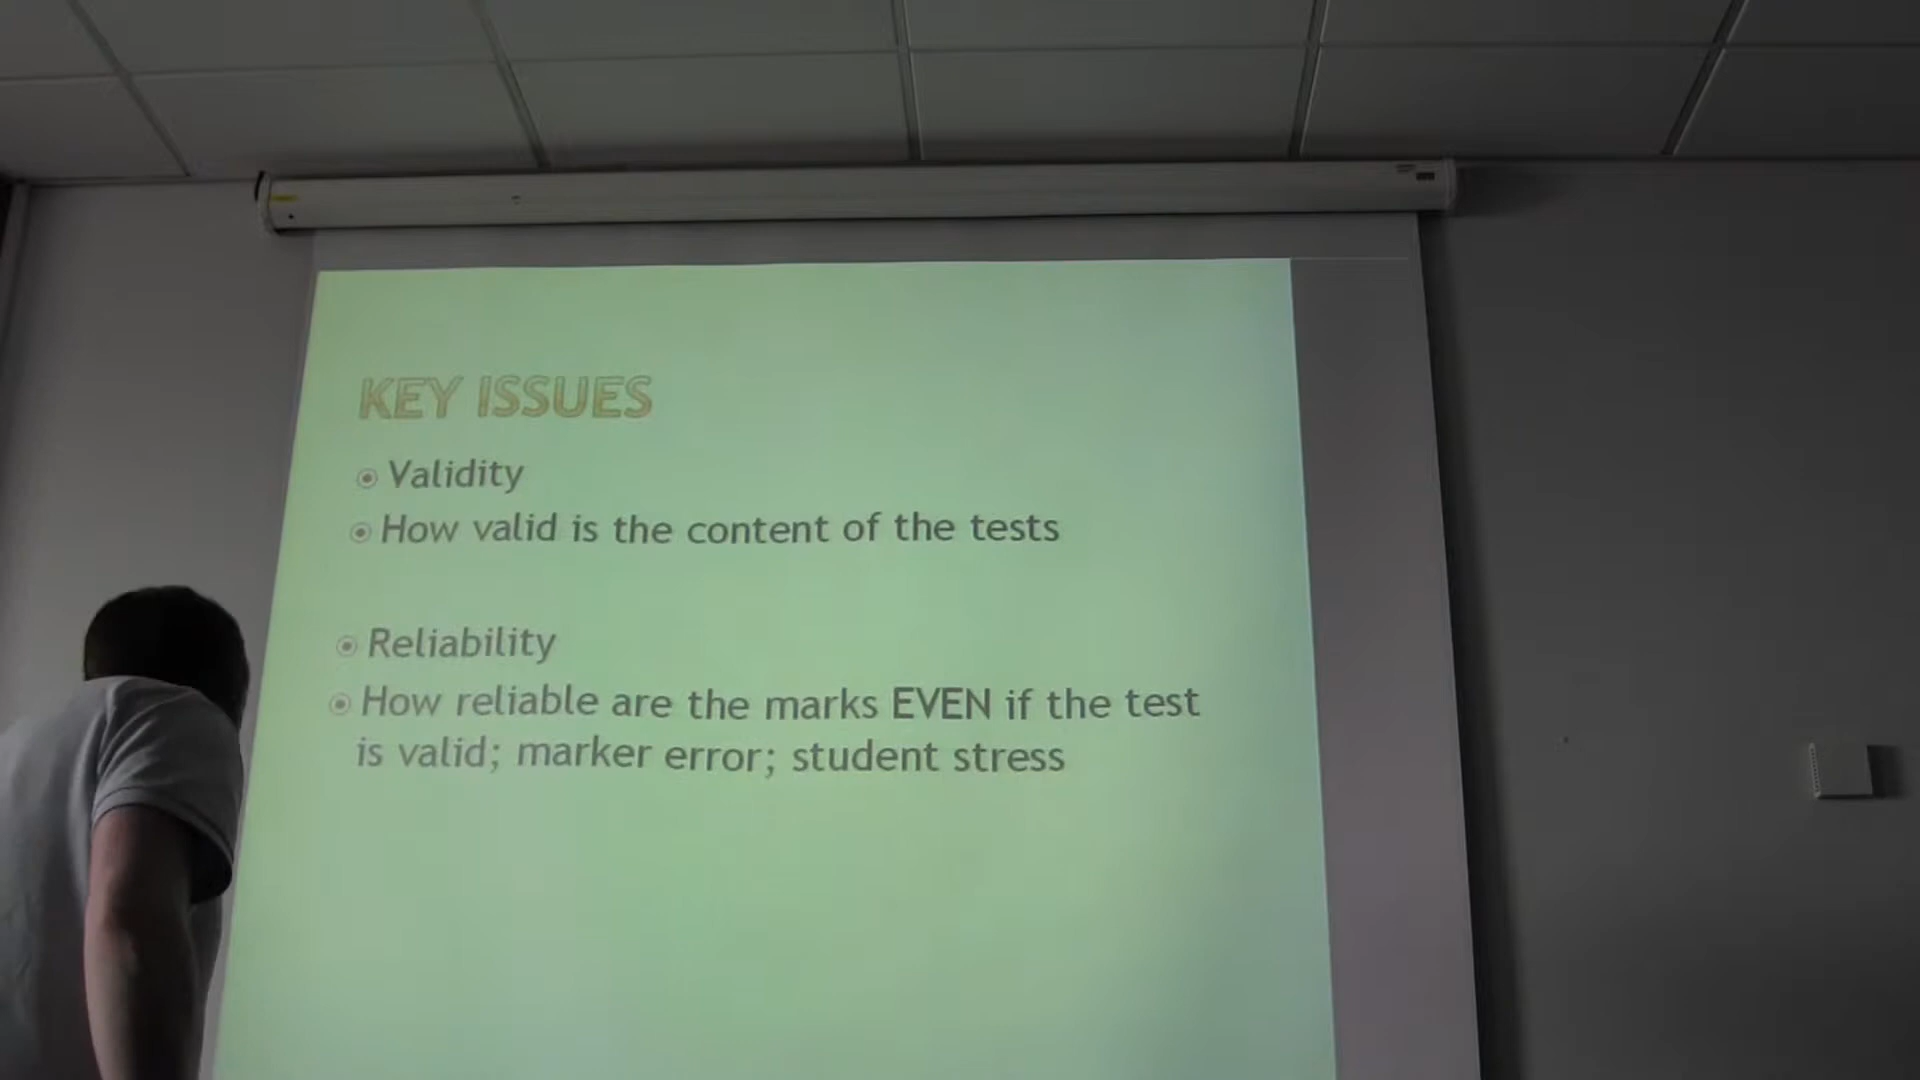 KEY ISSUES
Validity
How valid is the content of the tests
Reliability
How reliable are the marks EVEN if the test
is valid; marker error; student stress